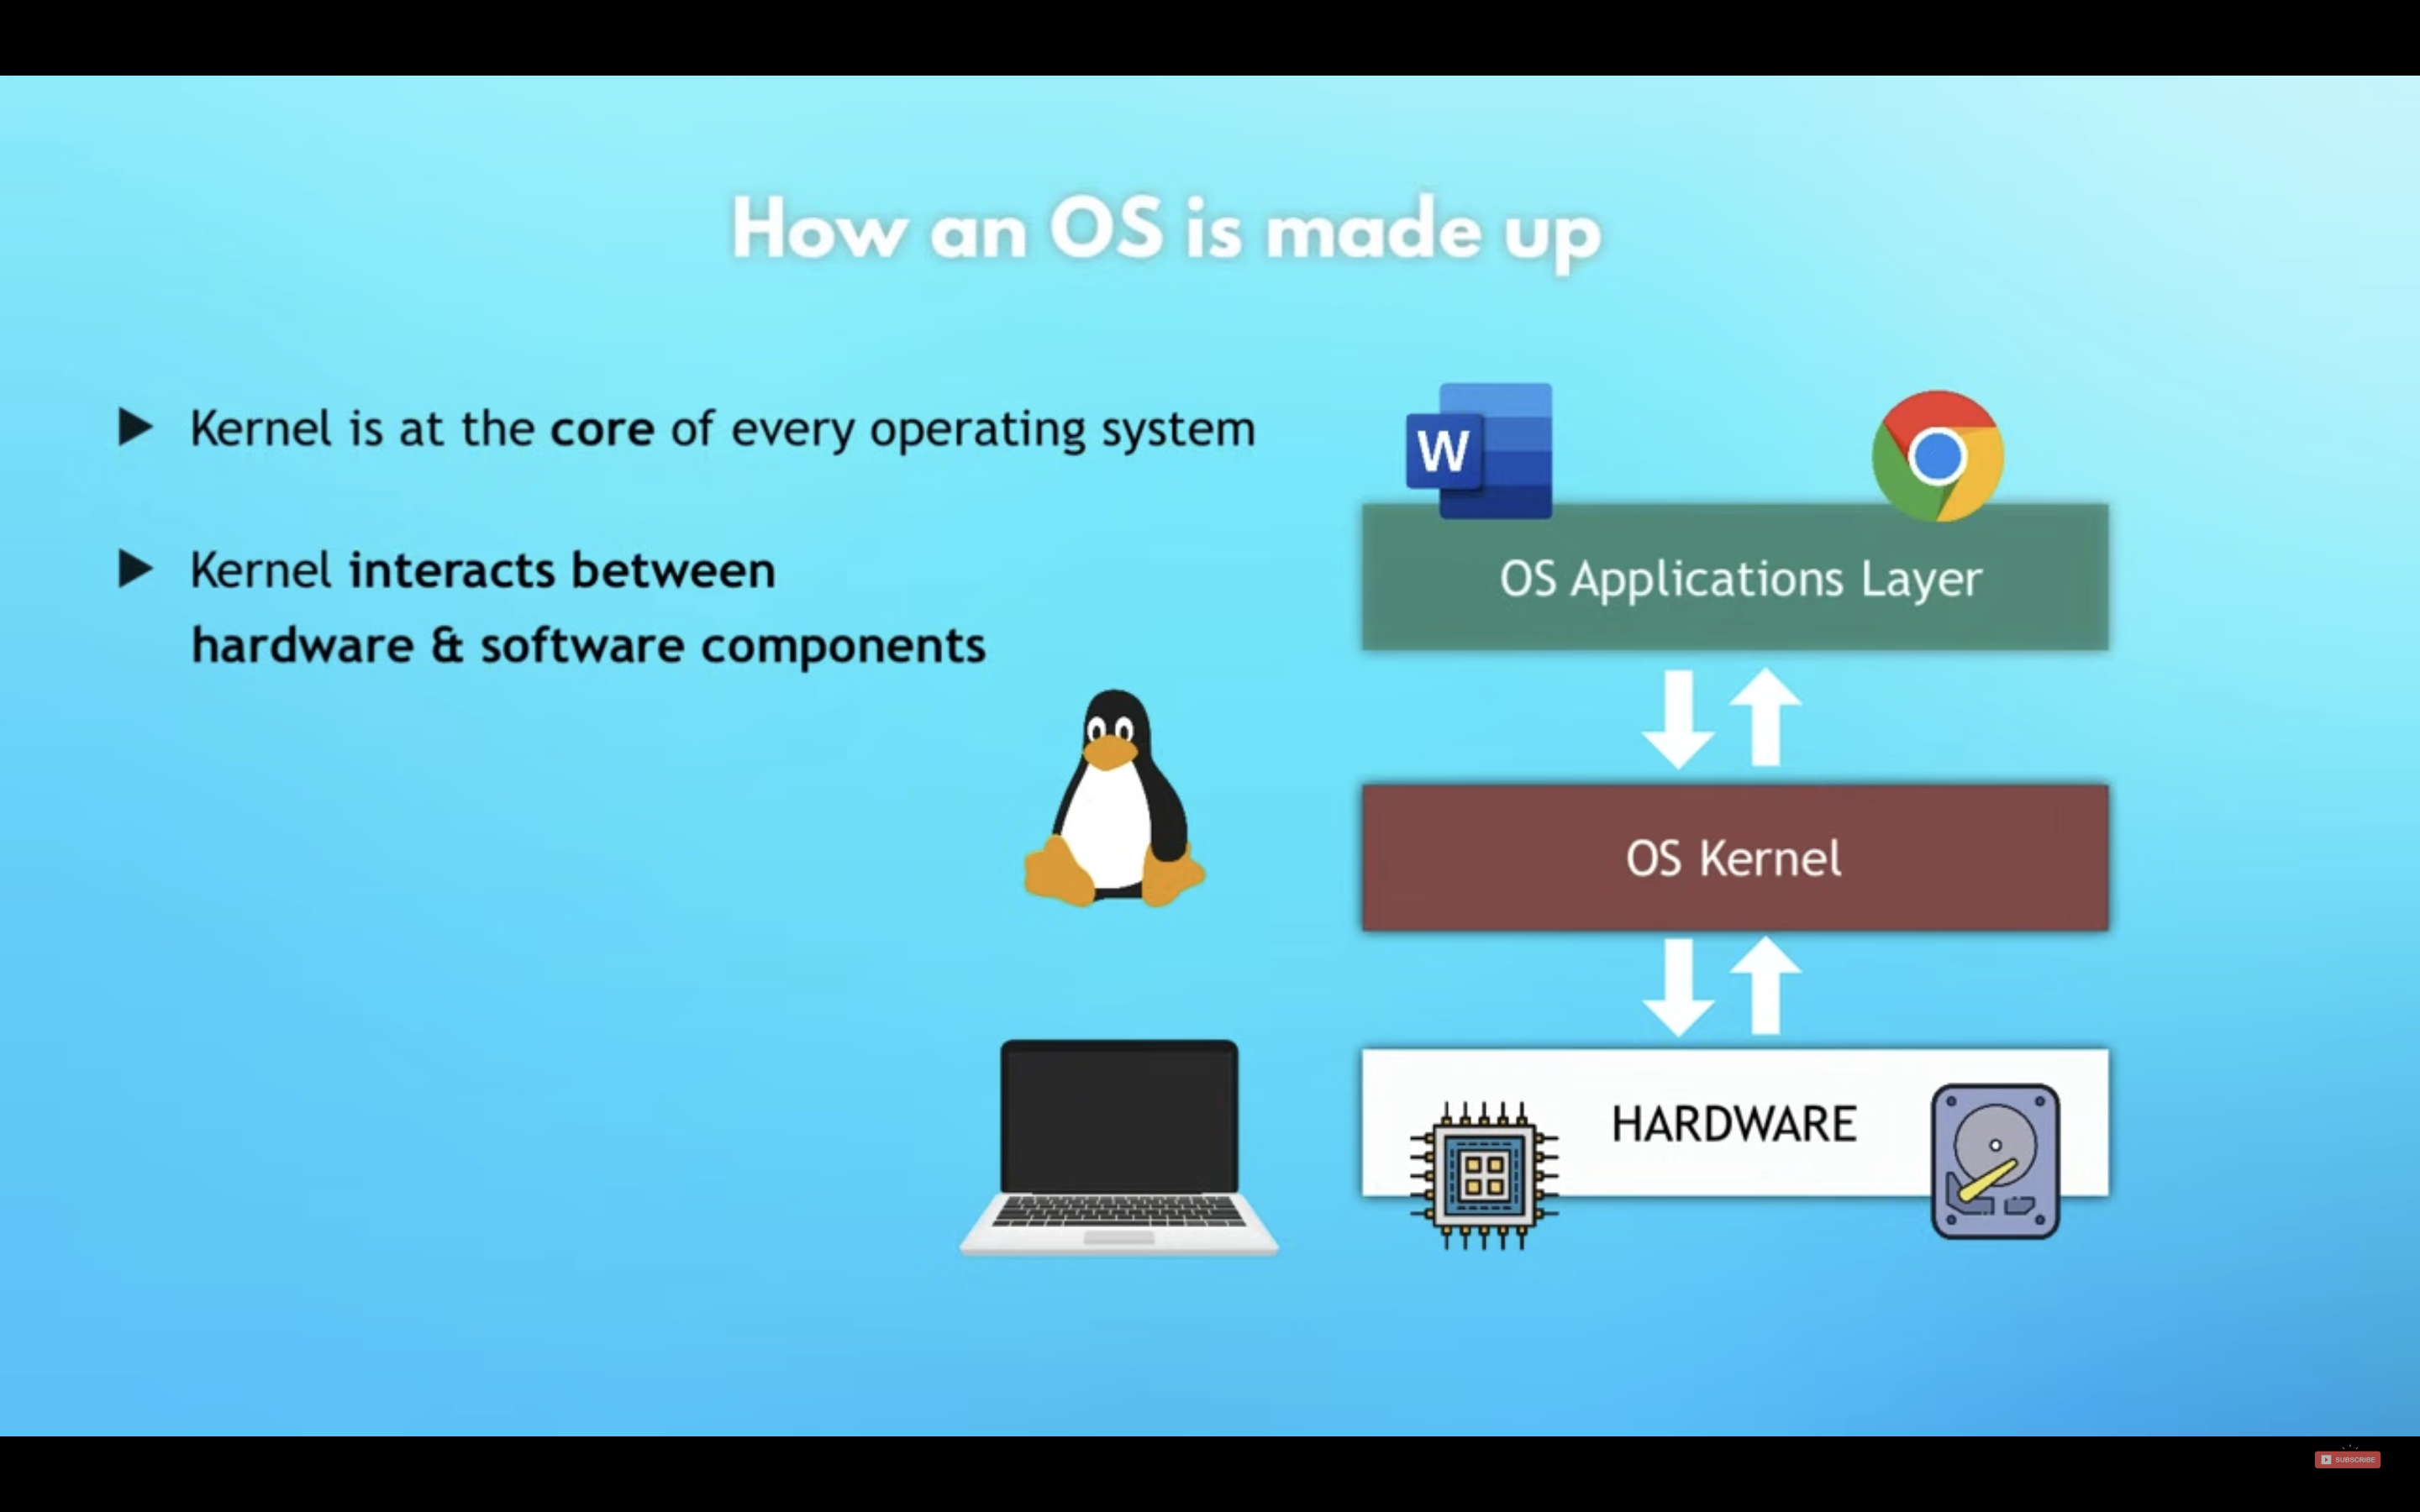 How an OS is made up
Kernel is at the core of every operating system
Kernel interacts between
hardware & software components
W
OS Applications Layer
OS Kernel
HARDWARE
SUBSCRIBE